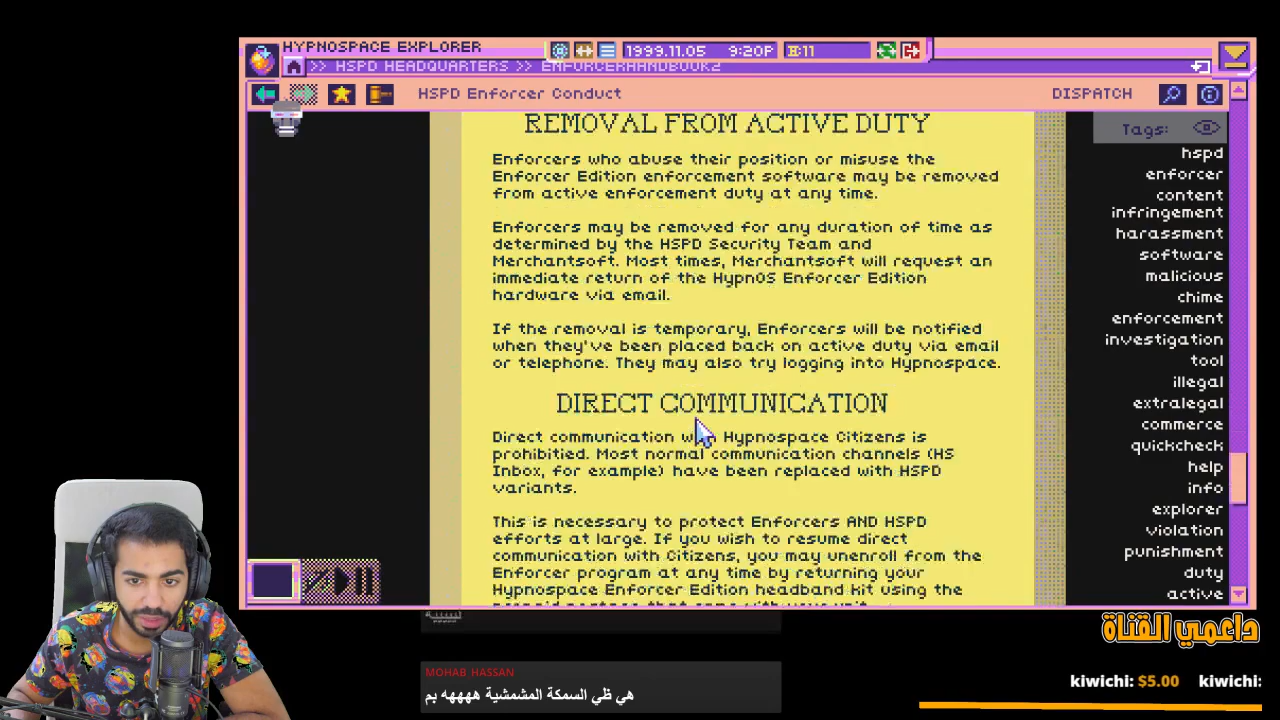 HYPNOSPACE EXPLORER
1999.11.05
9:20P
11
>> HSPD HEADQUARTERS >> ENFORCERHANDBOOK2
HSPD Enforcer Conduct
DISPATCH
REMOVAL FROM ACTIVE DUTY
Enforcers who abuse their position or misuse the
Enforcer Edition enforcement software may be removed
from active enforcement duty at any time.
Enforcers may be removed for any duration of time as
determined by the HSPD Security Team and
Merchantsoft. Most times, Merchantsoft will request an
immediate return of the HypnOS Enforcer Edition
hardware via email.
If the removal is temporary, Enforcers will be notified
when they've been placed back on active duty via email
or telephone. They may also try logging into Hypnospace.
DIRECT COMMUNICATION
Direct communication Hypnospace Citizens is
prohibitied. Most normal communication channels (HS
Inbox, for example) have been replaced with HSPD
variants.
This is necessary to protect Enforcers AND HSPD
efforts at large. If you wish to resume direct
communication with Citizens, you may unenroll from the
Enforcer program at any time by returning your
Hypnospace Enforcer Edition headband kit using the
Tags:
hspd
enforcer
content
infringement
harassment
software
malicious
chime
enforcement
investigation
tool
illegal
extralegal
commerce
quickcheck
help
info
explorer
violation
punishment
duty
active
داعمي القناة
MOHAB HASSAN
هي ظي السمكة المشمشية هههههه بم
kiwichi: $5.00 kiwichi: